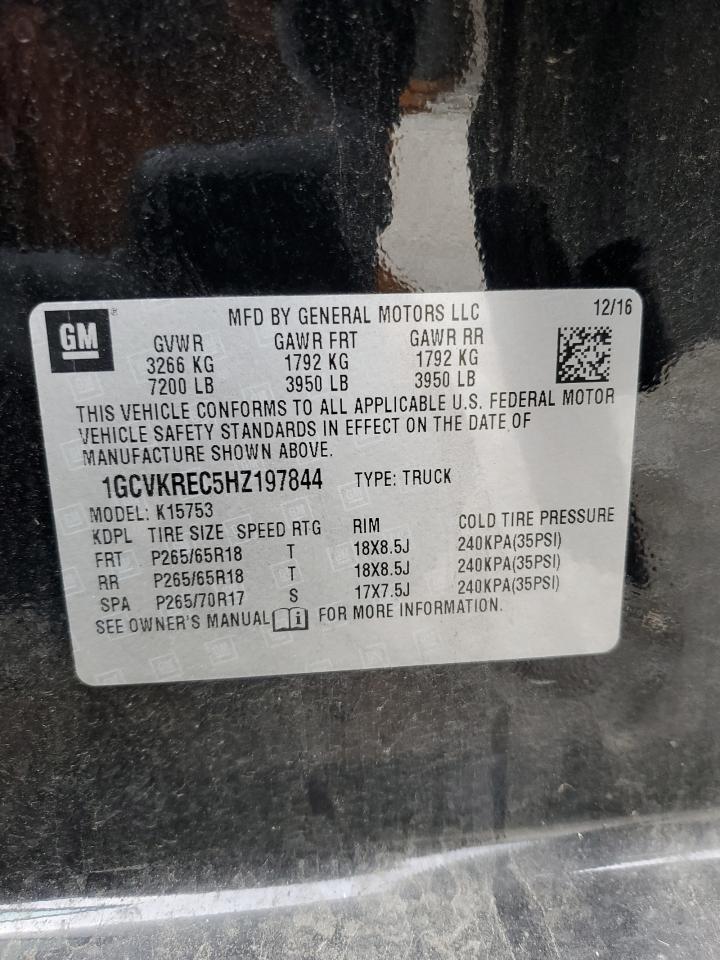 GM ®
MFD BY GENERAL MOTORS LLC 12/16
GVWR GAWR FRT GAWR RR
3266 KG 1792 KG 1792 KG
7200 LB 3950 LB 3950 LB
THIS VEHICLE CONFORMS TO ALL APPLICABLE U.S. FEDERAL MOTOR
VEHICLE SAFETY STANDARDS IN EFFECT ON THE DATE OF
MANUFACTURE SHOWN ABOVE.
1GCVKREC5HZ197844 TYPE: TRUCK
MODEL: K15753
KDPL TIRE SIZE SPEED RTG RIM COLD TIRE PRESSURE
FRT P265/65R18 T 18X8.5J 240KPA(35PSI)
RR P265/65R18 T 18X8.5J 240KPA(35PSI)
SPA P265/70R17 S 17X7.5J 240KPA(35PSI)
SEE OWNER'S MANUAL i FOR MORE INFORMATION.